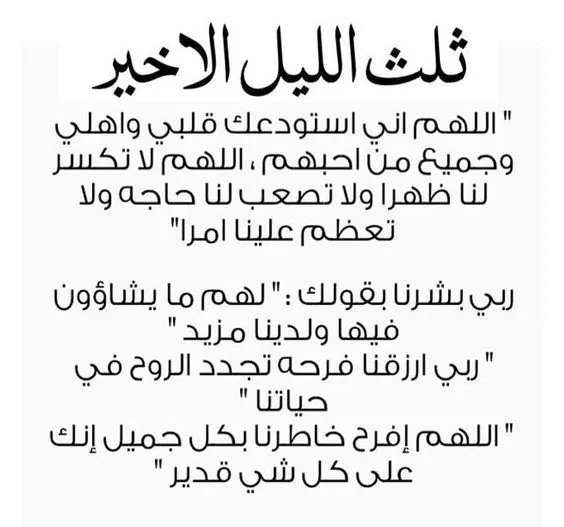 ثلث الليل الاخير
" اللهم اني استودعك قلبي واهلي
وجميع من احبهم ، اللهم لا تكسر
لنا ظهرا ولا تصعب لنا حاجه ولا
تعظم علينا امرا"
ربي بشرنا بقولك : " لهم ما يشاؤون
فيها ولدينا مزيد "
" ربي ارزقنا فرحه تجدد الروح في
حياتنا "
" اللهم إفرح خاطرنا بكل جميل إنك
على كل شي قدير "